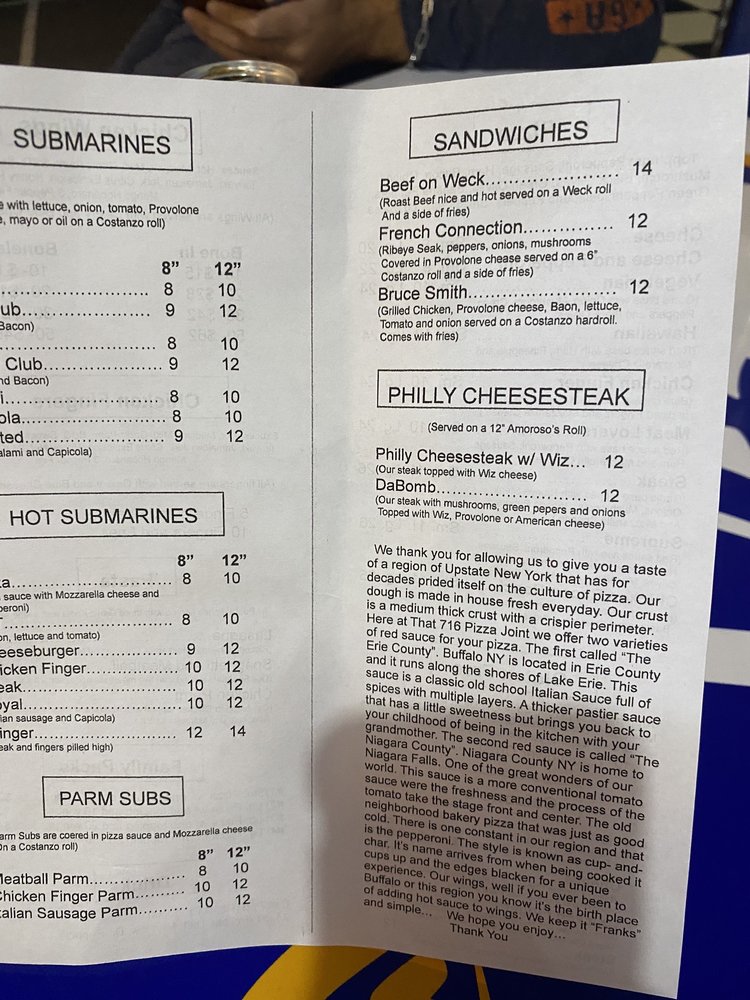 SUBMARINES
with lettuce, onion, tomato, Provolone
, mayo or oil on a Costanzo roll)
8” 12”
8 10
ub 9 12
Bacon)
8 10
Club 9 12
nd Bacon)
i 8 10
ola 8 10
ted 9 12
alami and Capicola)
HOT SUBMARINES
8” 12”
a 8 10
sauce with Mozzarella cheese and
peroni)
8 10
on, lettuce and tomato)
eeseburger 9 12
icken Finger 10 12
eak 10 12
oyal 10 12
lian sausage and Capicola)
inger 12 14
eak and fingers pilled high)
PARM SUBS
arm Subs are coered in pizza sauce and Mozzarella cheese
On a Costanzo roll)
8” 12”
Meatball Parm 8 10
Chicken Finger Parm 10 12
talian Sausage Parm 10 12
SANDWICHES
Beef on Weck 14
(Roast Beef nice and hot served on a Weck roll
And a side of fries)
French Connection 12
(Ribeye Seak, peppers, onions, mushrooms
Covered in Provolone chease served on a 6”
Costanzo roll and a side of fries)
Bruce Smith 12
(Grilled Chicken, Provolone cheese, Baon, lettuce,
Tomato and onion served on a Costanzo hardroll.
Comes with fries)
PHILLY CHEESESTEAK
(Served on a 12” Amoroso's Roll)
Philly Cheesesteak w/ Wiz... 12
(Our steak topped with Wiz cheese)
DaBomb 12
(Our steak with mushrooms, green pepers and onions
Topped with Wiz, Provolone or American cheese)
We thank you for allowing us to give you a taste
of a region of Upstate New York that has for
decades prided itself on the culture of pizza. Our
dough is made in house fresh everyday. Our crust
is a medium thick crust with a crispier perimeter.
Here at That 716 Pizza Joint we offer two varieties
of red sauce for your pizza. The first called “The
Erie County”. Buffalo NY is located in Erie County
and it runs along the shores of Lake Erie. This
sauce is a classic old school Italian Sauce full of
spices with multiple layers. A thicker pastier sauce
that has a little sweetness but brings you back to
your childhood of being in the kitchen with your
grandmother. The second red sauce is called “The
Niagara County”. Niagara County NY is home to
Niagara Falls. One of the great wonders of our
world. This sauce is a more conventional tomato
sauce were the freshness and the process of the
tomato take the stage front and center. The old
neighborhood bakery pizza that was just as good
cold. There is one constant in our region and that
is the pepperoni. The style is known as cup- and-
char. It's name arrives from when being cooked it
cups up and the edges blacken for a unique
experience. Our wings, well if you ever been to
Buffalo or this region you know it's the birth place
of adding hot sauce to wings. We keep it “Franks”
and simple... We hope you enjoy...
Thank You